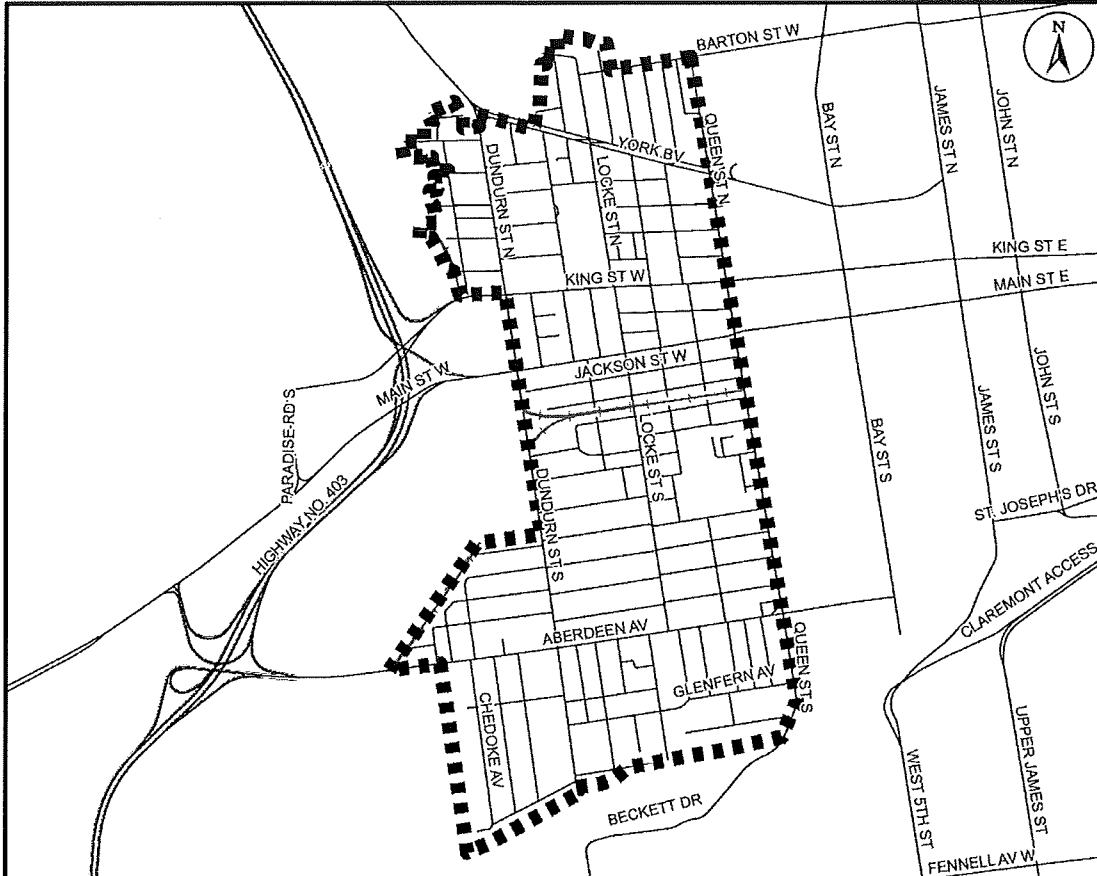 N
BARTON ST W
BAY ST N
JAMES ST N
JOHN ST N
QUEEN ST N
YORK BV
DUNDURN ST N
LOCKE ST N
KING ST E
KING ST W
MAIN ST E
JACKSON ST W
MAIN ST W
PARADISE RD S
JOHN ST S
JAMES ST S
LOCKE ST S
BAY ST S
HIGHWAY NO. 403
DUNDURN ST S
ST. JOSEPH'S DR
CLAREMONT ACCESS
ABERDEEN AV
QUEEN ST S
GLENFERN AV
CHEDOKE AV
UPPER JAMES ST
WEST 5TH ST
BECKETT DR
FENNELL AV W